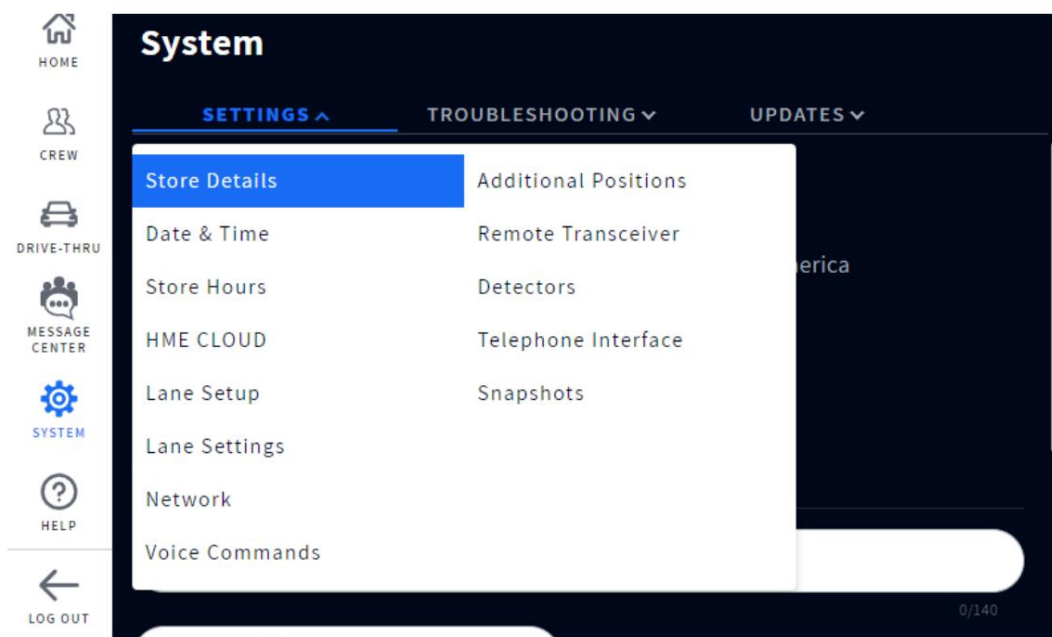 HOME
CREW
DRIVE-THRU
MESSAGE
CENTER
SYSTEM
HELP
LOG OUT
System
SETTINGS
TROUBLESHOOTING
UPDATES
Store Details
Date & Time
Store Hours
HME CLOUD
Lane Setup
Lane Settings
Network
Voice Commands
Additional Positions
Remote Transceiver
Detectors
Telephone Interface
Snapshots
erica
0/140